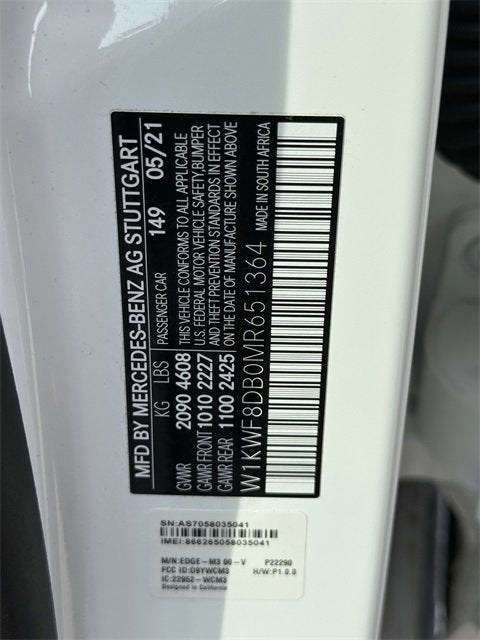 MFD BY MERCEDES-BENZ AG STUTTGART
PASSENGER CAR 149 05/21
KG LBS
GVWR 2090 4608
GAWR FRONT 1010 2227
GAWR REAR 1100 2425
THIS VEHICLE CONFORMS TO ALL APPLICABLE
U.S. FEDERAL MOTOR VEHICLE SAFETY,BUMPER
AND THEFT PREVENTION STANDARDS IN EFFECT
ON THE DATE OF MANUFACTURE SHOWN ABOVE
W1KWF8DB0MR651364 MADE IN SOUTH AFRICA
SN:AS7058035041
IMEI:866265058035041
M/N:EDGE-M3 90-V P22290
FCC ID:O9YWCM3 H/W:P1.0.0
IC:22952-WCM3
Designed in California